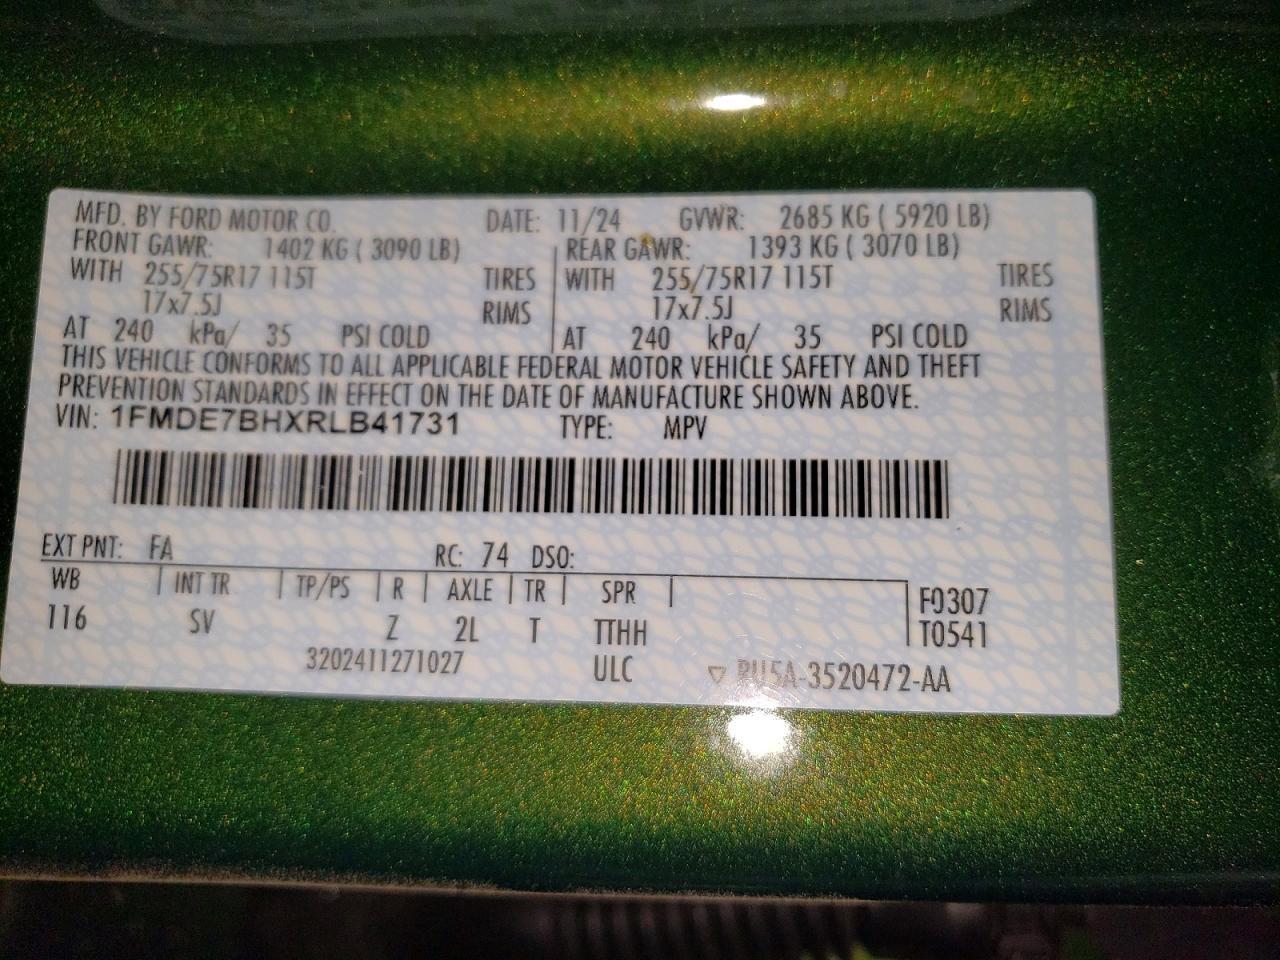 MFD. BY FORD MOTOR CO. DATE: 11/24 GVWR: 2685 KG ( 5920 LB)
FRONT GAWR: 1402 KG ( 3090 LB) REAR GAWR: 1393 KG ( 3070 LB)
WITH 255/75R17 115T TIRES WITH 255/75R17 115T TIRES
17x7.5J RIMS 17x7.5J RIMS
AT 240 kPa/ 35 PSI COLD AT 240 kPa/ 35 PSI COLD
THIS VEHICLE CONFORMS TO ALL APPLICABLE FEDERAL MOTOR VEHICLE SAFETY AND THEFT
PREVENTION STANDARDS IN EFFECT ON THE DATE OF MANUFACTURE SHOWN ABOVE.
VIN: 1FMDE7BHXRLB41731 TYPE: MPV
EXT PNT: FA RC: 74 DSO:
WB INT TR TP/PS R AXLE TR SPR F0307
116 SV Z 2L T TTHH T0541
3202411271027 ULC ▽ RU5A-3520472-AA